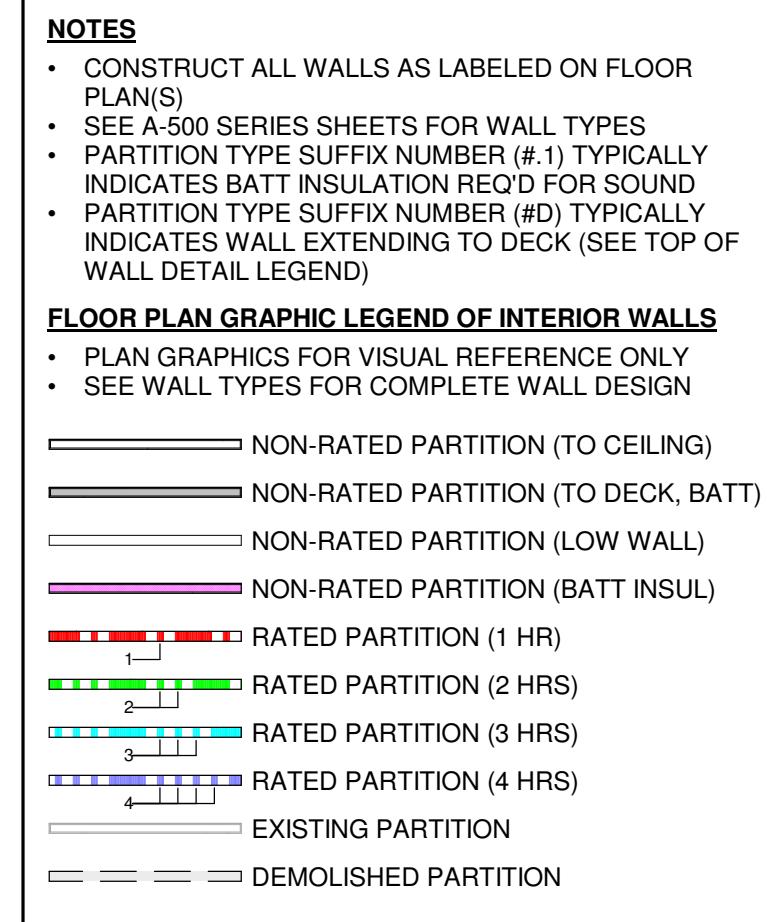 NOTES
• CONSTRUCT ALL WALLS AS LABELED ON FLOOR
PLAN(S)
• SEE A-500 SERIES SHEETS FOR WALL TYPES
• PARTITION TYPE SUFFIX NUMBER (#.1) TYPICALLY
INDICATES BATT INSULATION REQ'D FOR SOUND
• PARTITION TYPE SUFFIX NUMBER (#D) TYPICALLY
INDICATES WALL EXTENDING TO DECK (SEE TOP OF
WALL DETAIL LEGEND)
FLOOR PLAN GRAPHIC LEGEND OF INTERIOR WALLS
• PLAN GRAPHICS FOR VISUAL REFERENCE ONLY
• SEE WALL TYPES FOR COMPLETE WALL DESIGN
NON-RATED PARTITION (TO CEILING)
NON-RATED PARTITION (TO DECK, BATT)
NON-RATED PARTITION (LOW WALL)
NON-RATED PARTITION (BATT INSUL)
RATED PARTITION (1 HR)
1
RATED PARTITION (2 HRS)
2
RATED PARTITION (3 HRS)
3
RATED PARTITION (4 HRS)
4
EXISTING PARTITION
DEMOLISHED PARTITION